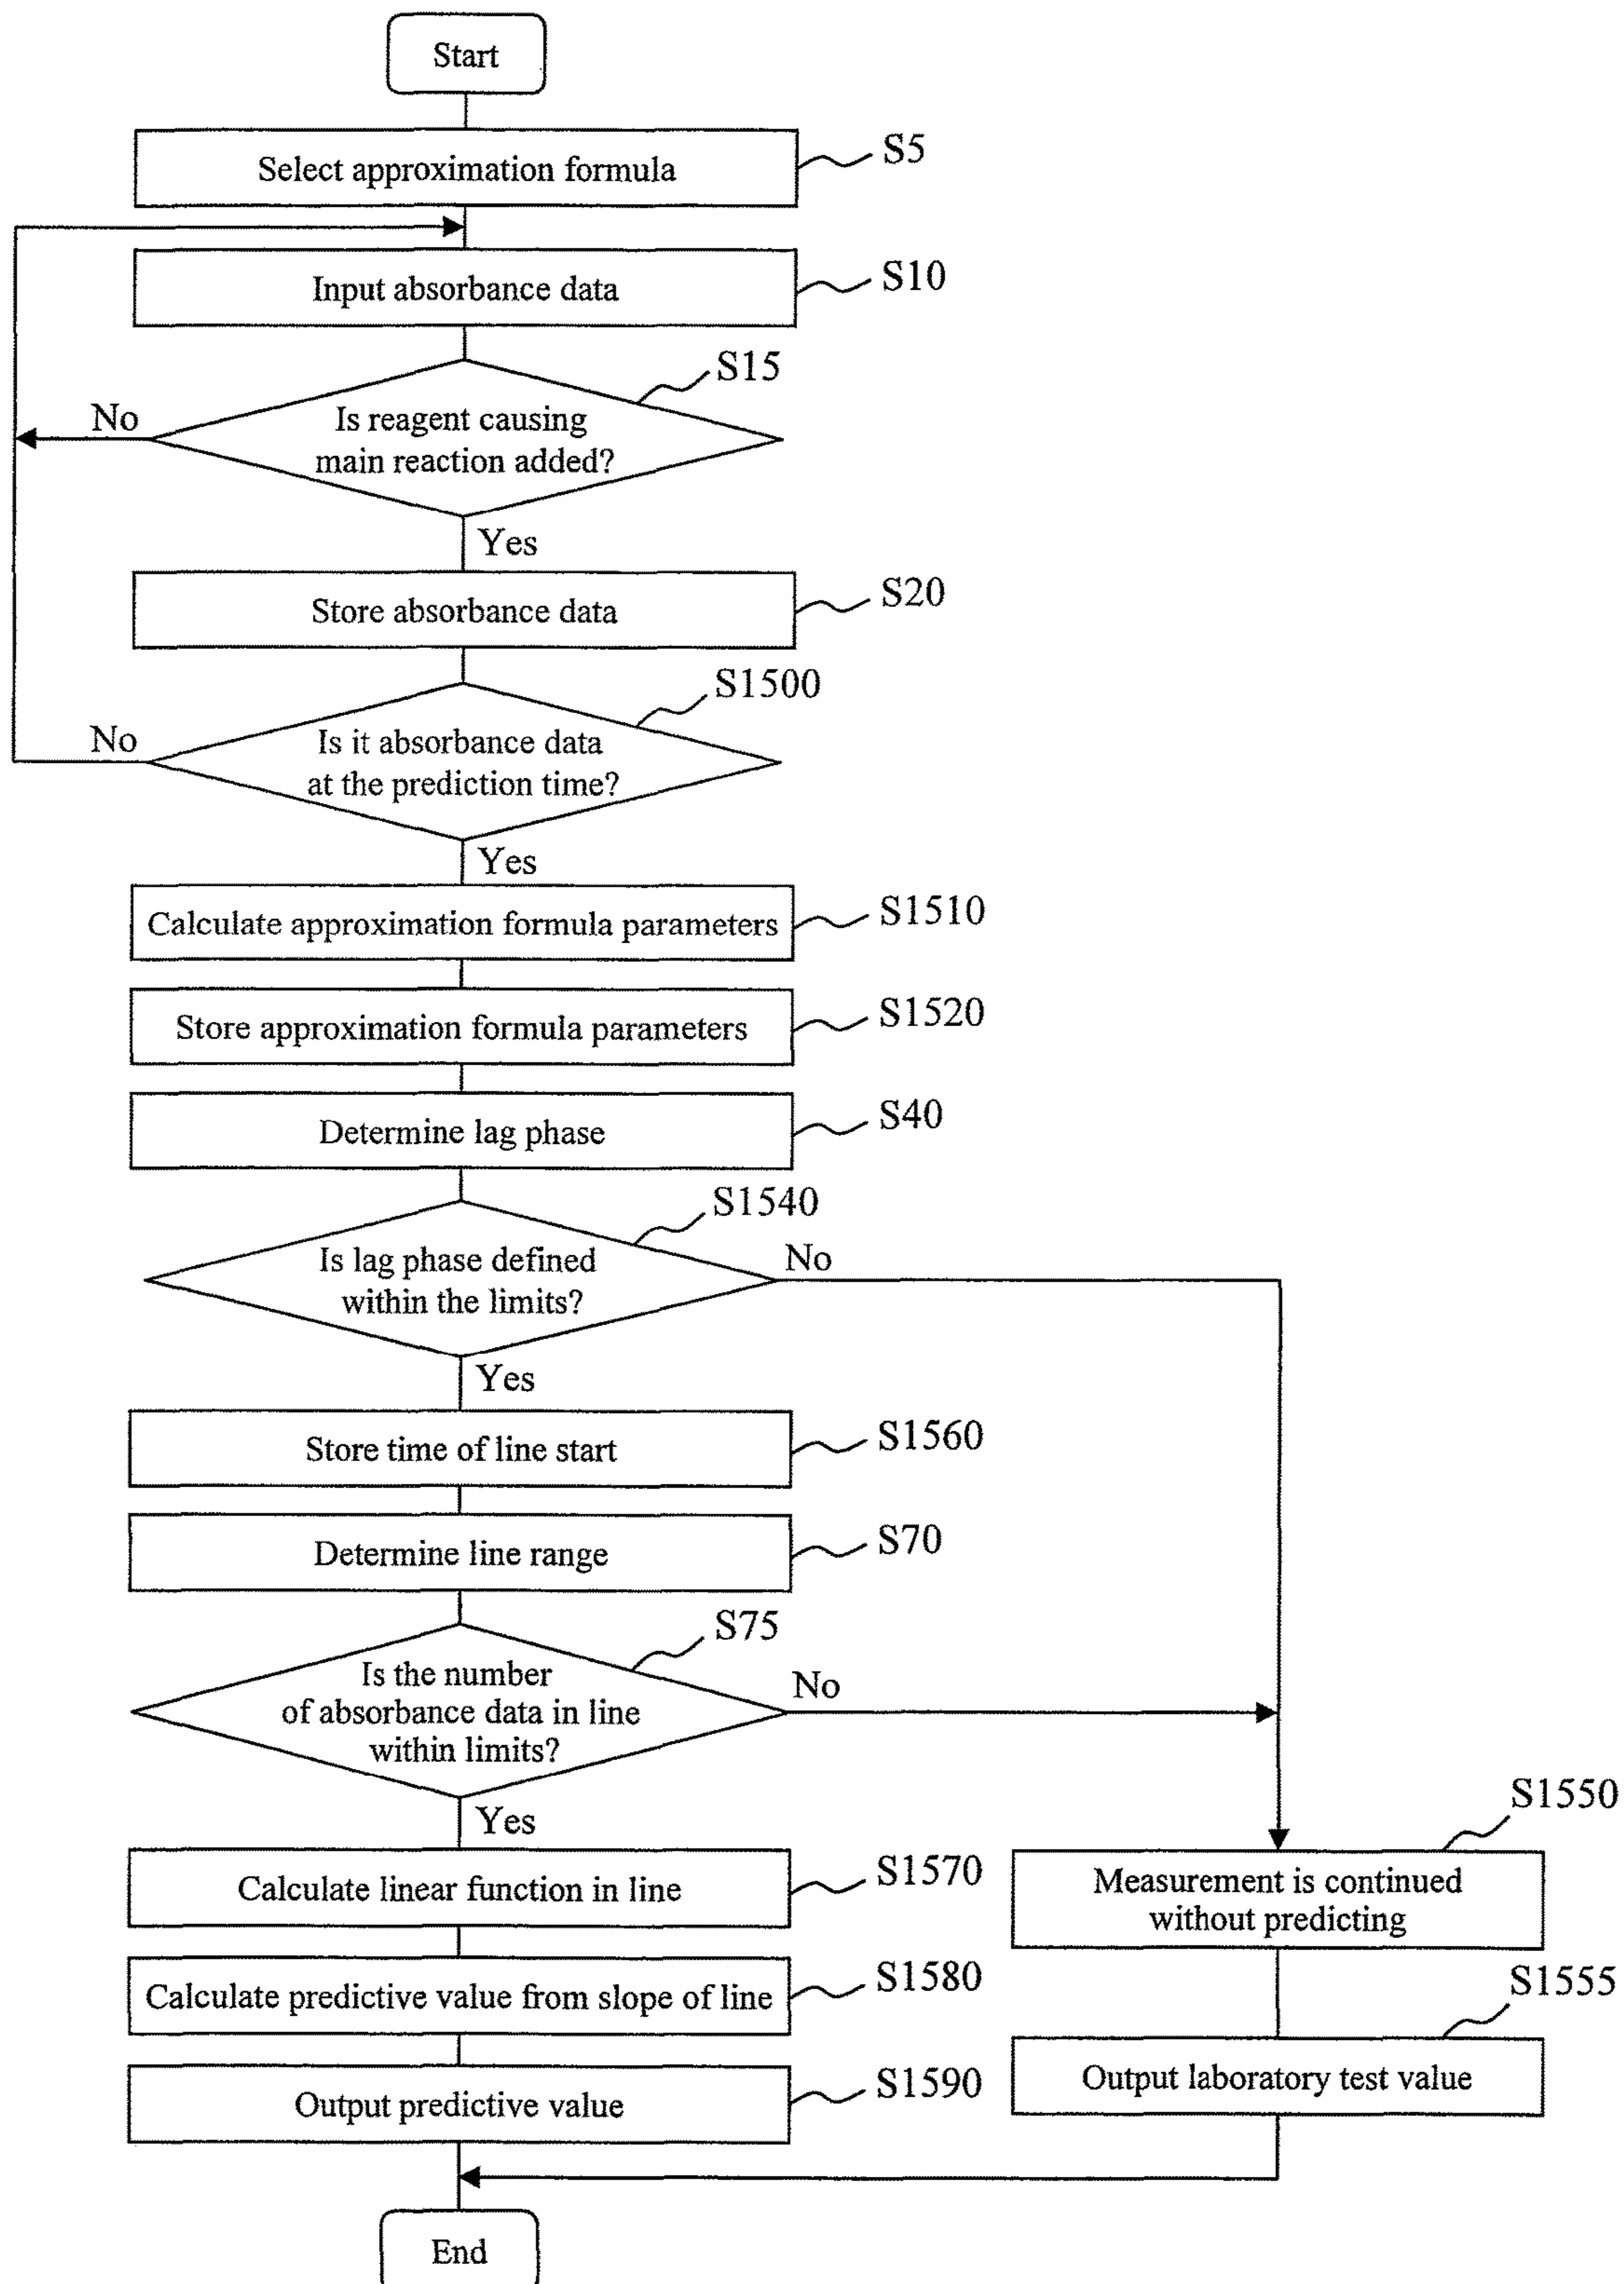 Start
Select approximation formula
S5
Input absorbance data
S10
S15
Is reagent causing
main reaction added?
No
Yes
Store absorbance data
S20
S1500
Is it absorbance data
at the prediction time?
No
Yes
Calculate approximation formula parameters
S1510
Store approximation formula parameters
S1520
Determine lag phase
S40
S1540
Is lag phase defined
within the limits?
No
Yes
Store time of line start
S1560
Determine line range
S70
S75
Is the number
of absorbance data in line
within limits?
No
Yes
Calculate linear function in line
S1570
Calculate predictive value from slope of line
S1580
Output predictive value
S1590
S1550
Measurement is continued
without predicting
S1555
Output laboratory test value
End